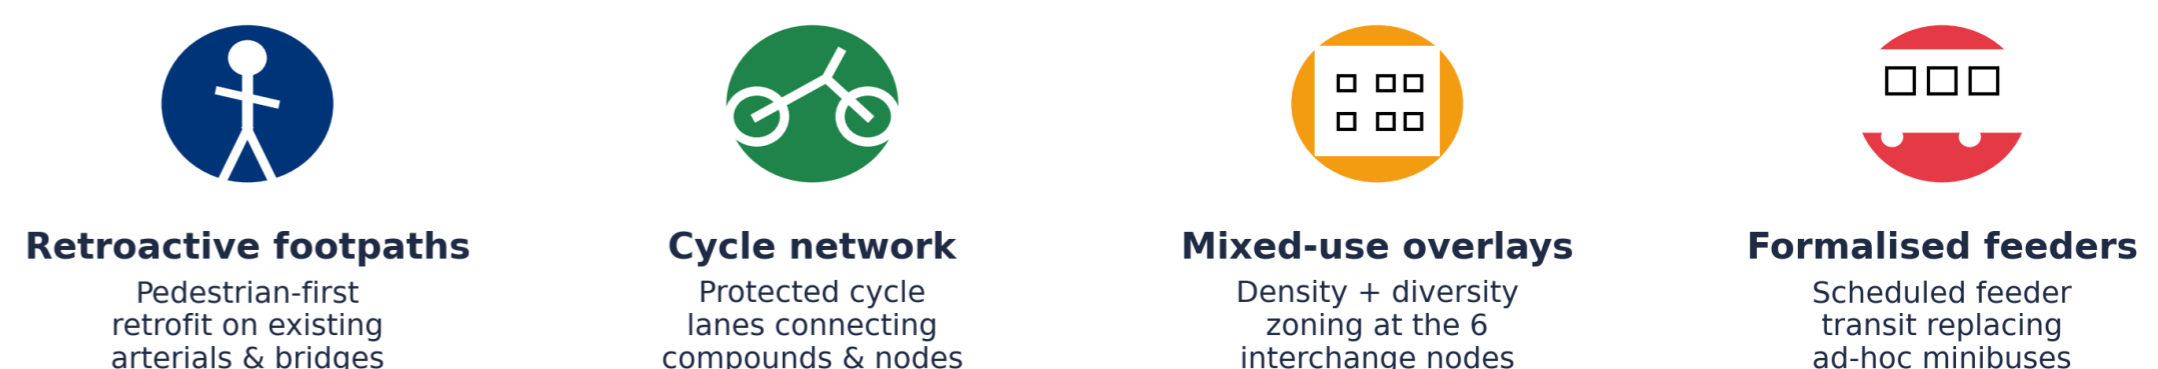 Retroactive footpaths
Pedestrian-first
retrofit on existing
arterials & bridges
Cycle network
Protected cycle
lanes connecting
compounds & nodes
Mixed-use overlays
Density + diversity
zoning at the 6
interchange nodes
Formalised feeders
Scheduled feeder
transit replacing
ad-hoc minibuses